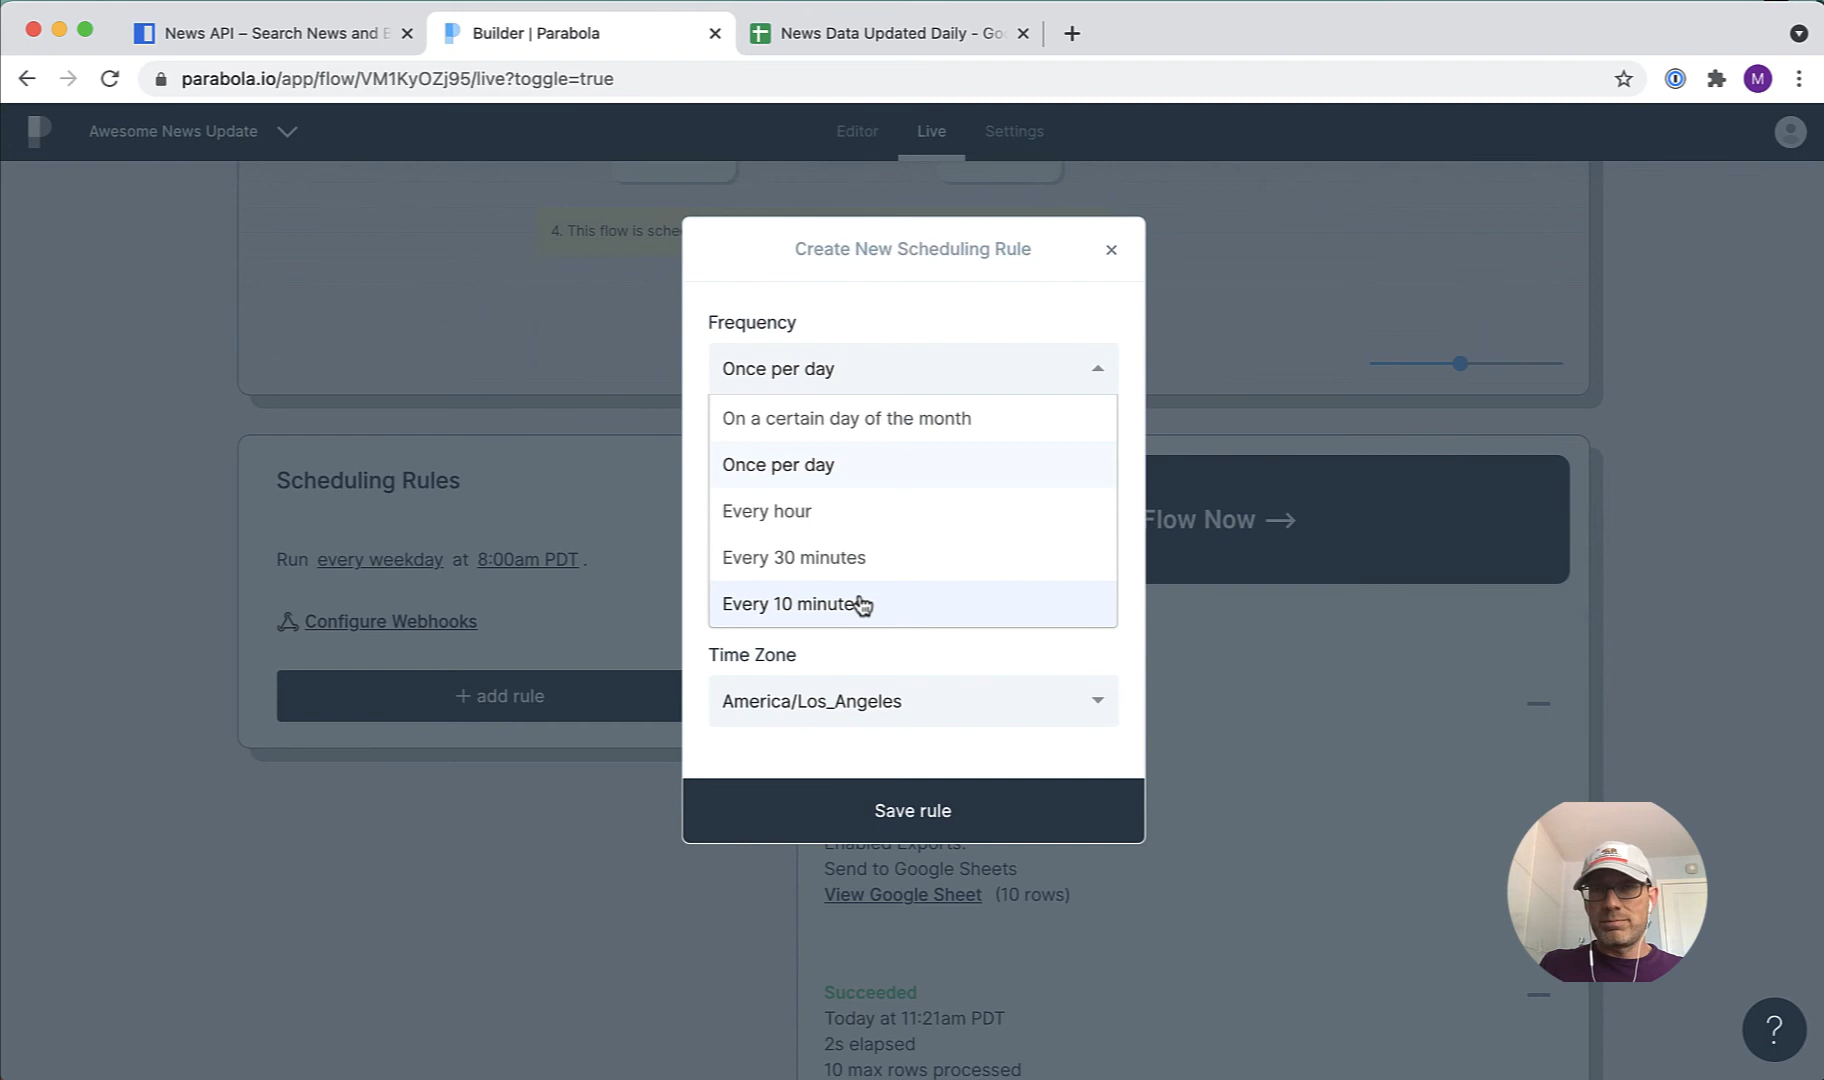 News API – Search News and
Builder | Parabola
News Data Updated Daily - Go
parabola.io/app/flow/VM1KyOZj95/live?toggle=true
M
Awesome News Update
Editor
Live
Settings
4. This flow is sche
Create New Scheduling Rule
Frequency
Once per day
On a certain day of the month
Once per day
Every hour
Every 30 minutes
Every 10 minute
Time Zone
America/Los_Angeles
Save rule
Scheduling Rules
Run every weekday at 8:00am PDT.
Configure Webhooks
+ add rule
Flow Now →
Enabled Exports:
Send to Google Sheets
View Google Sheet (10 rows)
Succeeded
Today at 11:21am PDT
2s elapsed
10 max rows processed
?